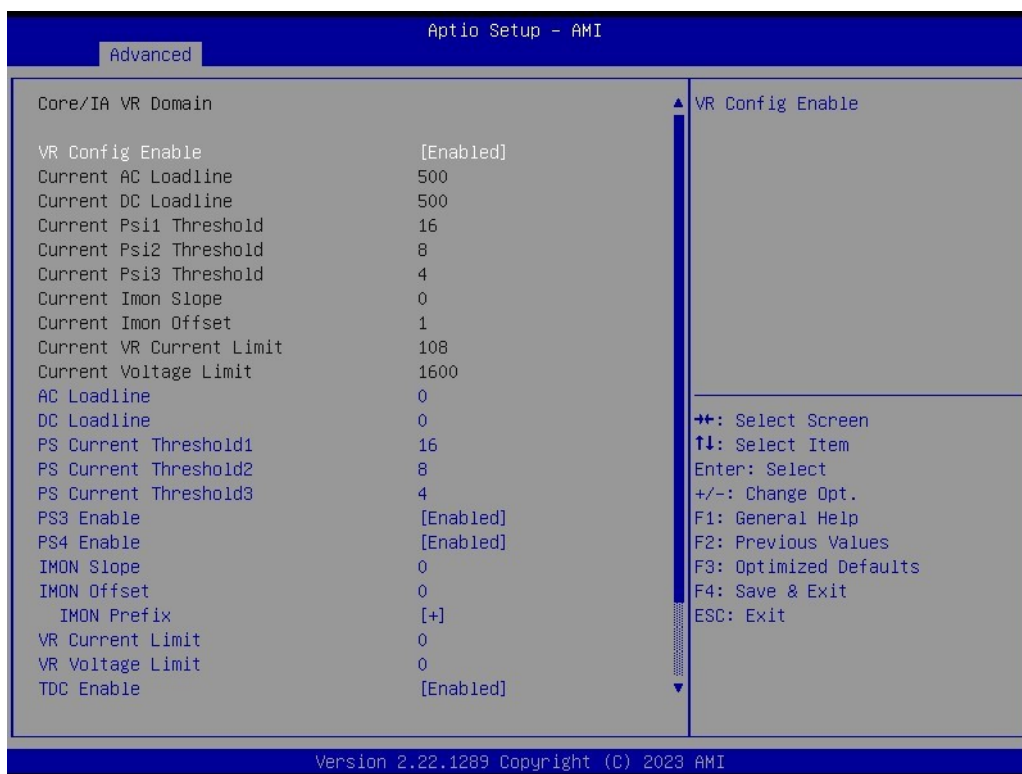 Aptio Setup - AMI
Advanced
Core/IA VR Domain
VR Config Enable [Enabled]
Current AC Loadline 500
Current DC Loadline 500
Current Psi1 Threshold 16
Current Psi2 Threshold 8
Current Psi3 Threshold 4
Current Imon Slope 0
Current Imon Offset 1
Current VR Current Limit 108
Current Voltage Limit 1600
AC Loadline 0
DC Loadline 0
PS Current Threshold1 16
PS Current Threshold2 8
PS Current Threshold3 4
PS3 Enable [Enabled]
PS4 Enable [Enabled]
IMON Slope 0
IMON Offset 0
IMON Prefix [+]
VR Current Limit 0
VR Voltage Limit 0
TDC Enable [Enabled]
VR Config Enable
→←: Select Screen
↑↓: Select Item
Enter: Select
+/-: Change Opt.
F1: General Help
F2: Previous Values
F3: Optimized Defaults
F4: Save & Exit
ESC: Exit
Version 2.22.1289 Copyright (C) 2023 AMI